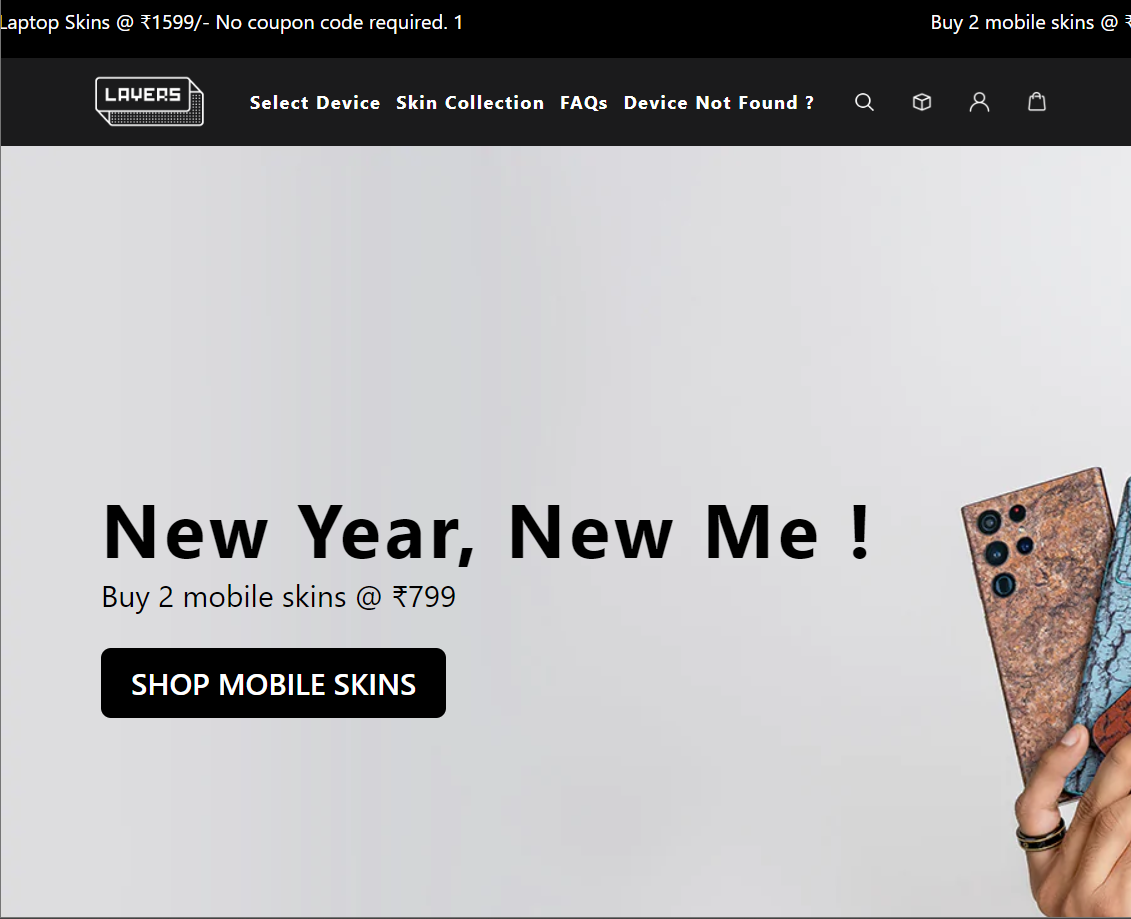 Laptop Skins @ ₹1599/- No coupon code required. 1
Buy 2 mobile skins @ ₹
LAYERS
Select Device
Skin Collection
FAQs
Device Not Found ?
New Year, New Me !
Buy 2 mobile skins @ ₹799
SHOP MOBILE SKINS